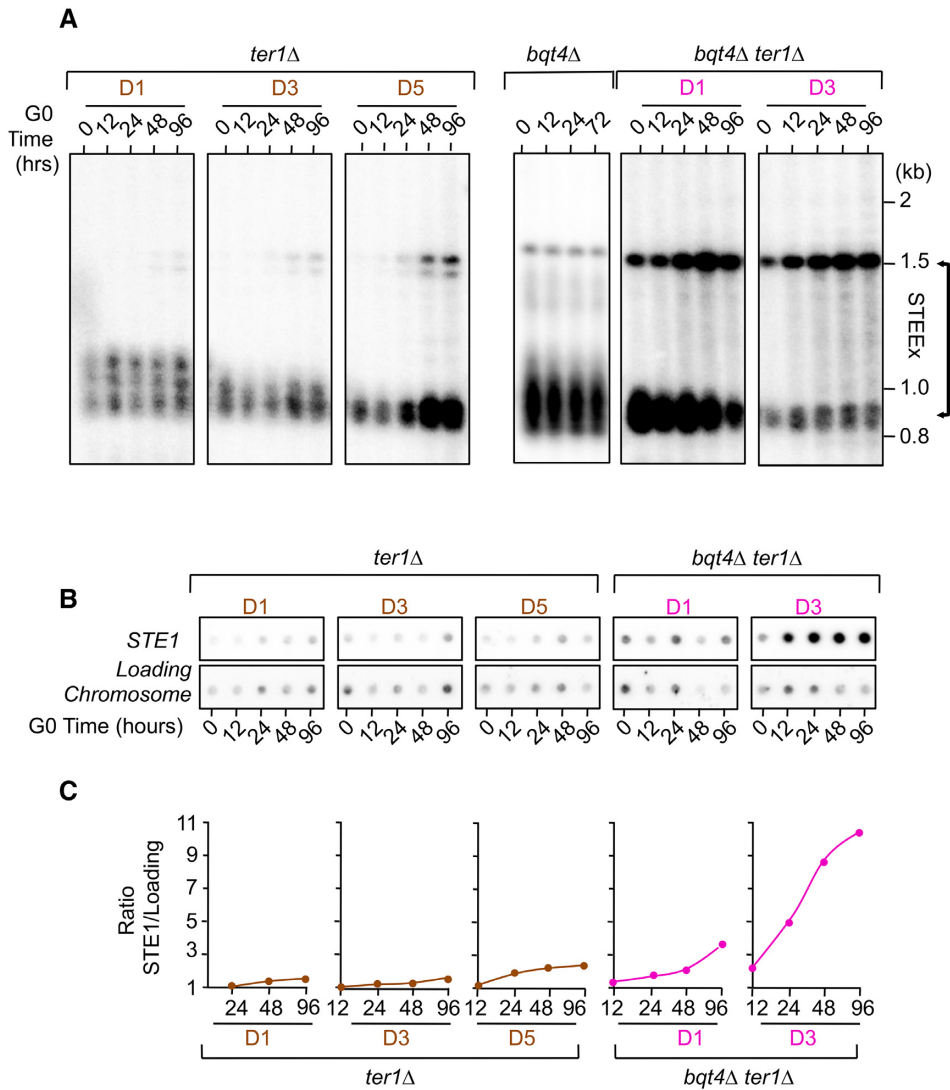 A
ter1Δ bqt4Δ bqt4Δ ter1Δ
D1 D3 D5 D1 D3
G0 Time (hrs)
0 12 24 48 96 0 12 24 48 96 0 12 24 48 96 0 12 24 72 0 12 24 48 96 0 12 24 48 96
(kb)
2
1.5
STEEx
1.0
0.8
ter1Δ bqt4Δ ter1Δ
B
D1 D3 D5 D1 D3
STE1
Loading
Chromosome
G0 Time (hours) 0 12 24 48 96 0 12 24 48 96 0 12 24 48 96 0 12 24 48 96 0 12 24 48 96
C
Ratio
STE1/Loading
11
9
7
5
3
1
24 48 96 12 24 48 96 12 24 48 96 12 24 48 96 12 24 48 96
D1 D3 D5 D1 D3
ter1Δ bqt4Δ ter1Δ